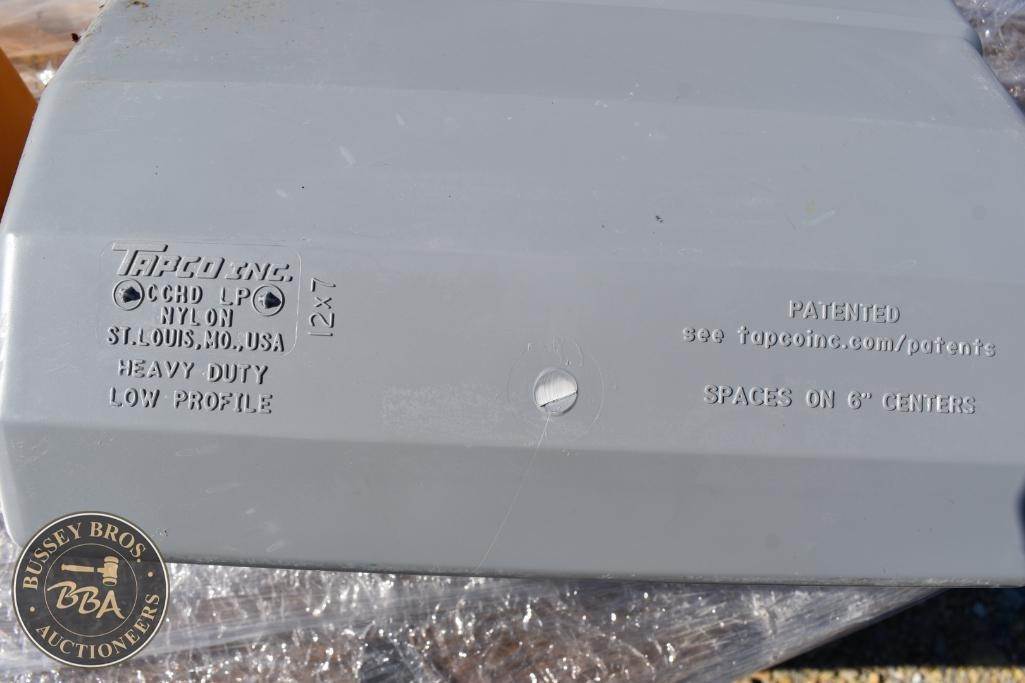 TAPCO INC.
CCHD LP
NYLON
ST.LOUIS,MO.,USA
HEAVY DUTY
LOW PROFILE
12x7
PATENTED
see tapcoinc.com/patents
SPACES ON 6" CENTERS
BUSSEY BROS.
BBA
AUCTIONEERS